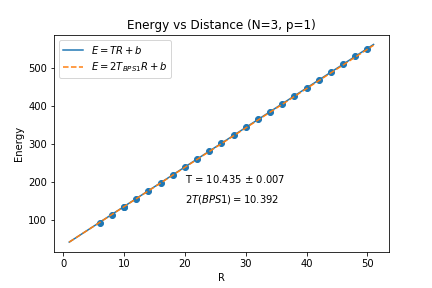 Energy vs Distance (N=3, p=1)
E = TR + b
E = 2T_{BPS1}R + b
500
400
300
200
100
Energy
T = 10.435 ± 0.007
2T(BPS1) = 10.392
0 10 20 30 40 50
R